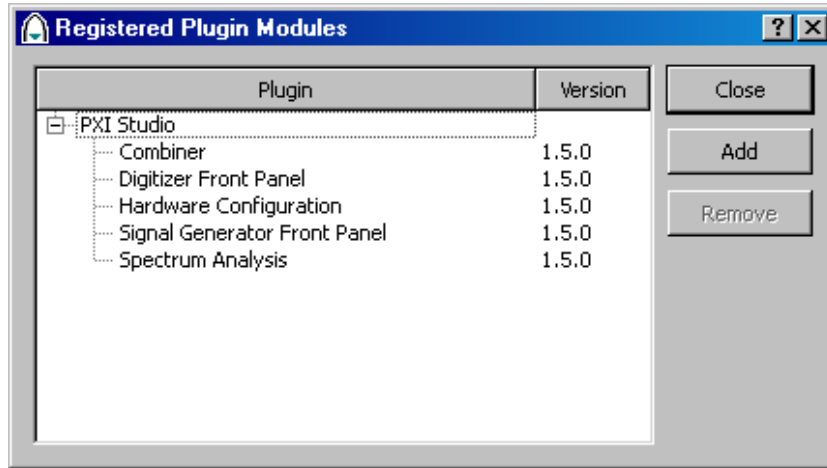 Registered Plugin Modules
Plugin Version
Close
PXI Studio
Combiner 1.5.0
Add
Digitizer Front Panel 1.5.0
Hardware Configuration 1.5.0
Remove
Signal Generator Front Panel 1.5.0
Spectrum Analysis 1.5.0